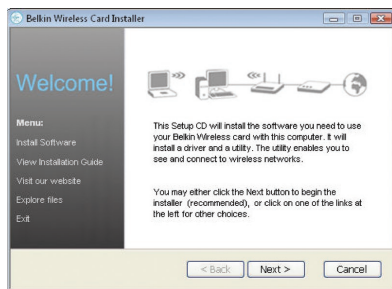 Belkin Wireless Card Installer
Welcome!
Menu:
Install Software
View Installation Guide
Visit our website
Explore files
Exit
This Setup CD will install the software you need to use
your Belkin Wireless card with this computer. It will
install a driver and a utility. The utility enables you to
see and connect to wireless networks.
You may either click the Next button to begin the
installer (recommended), or click on one of the links at
the left for other choices.
< Back
Next >
Cancel